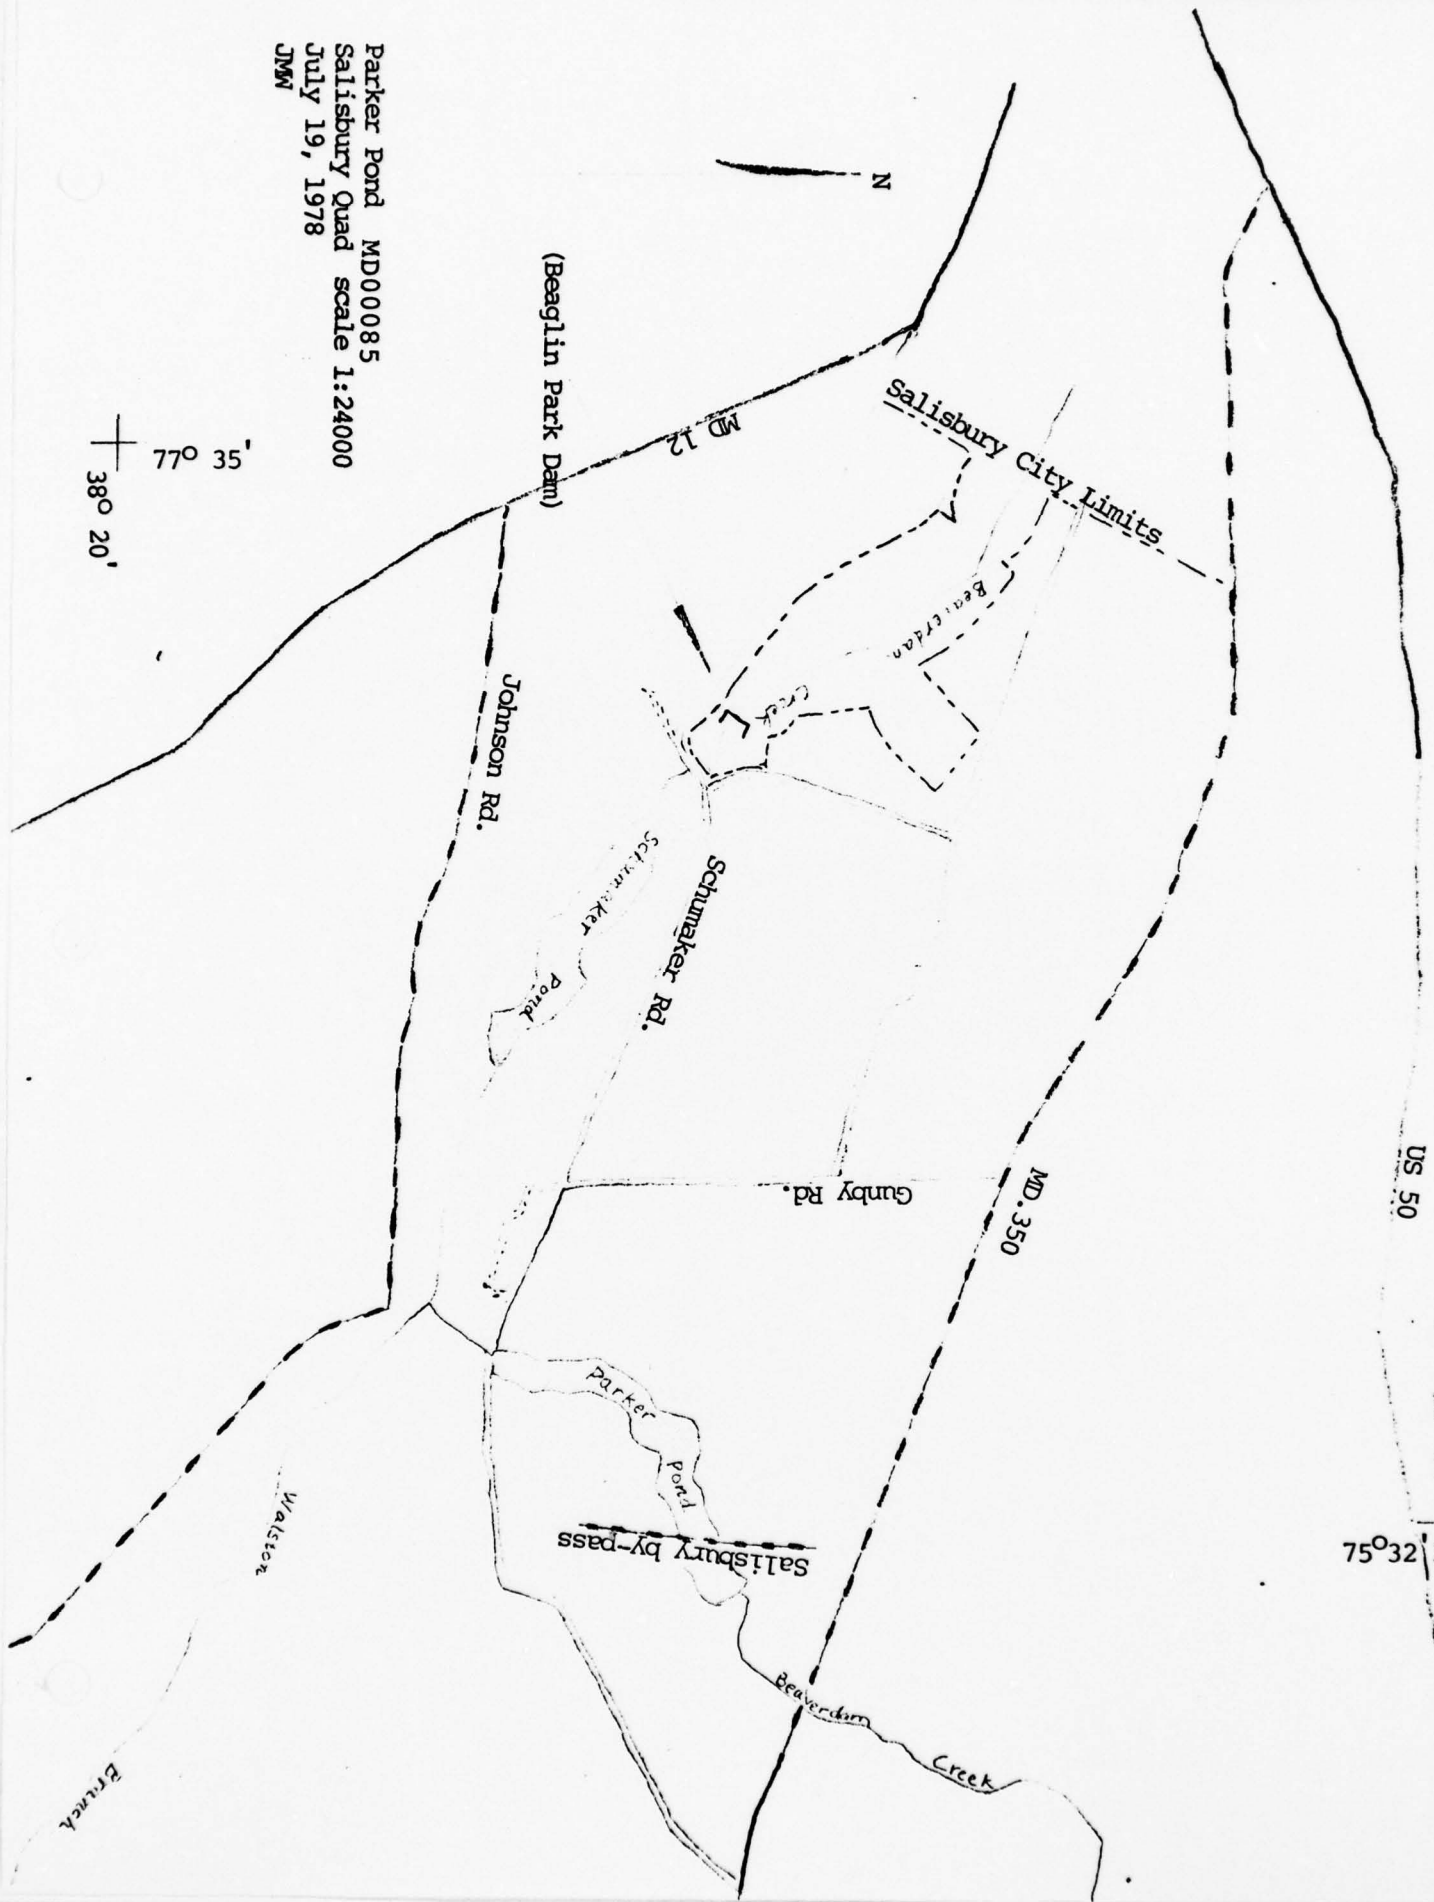 Parker Pond MD00085
Salisbury Quad scale 1:24000
July 19, 1978
JMW
N
(Beaglin Park Dam)
77° 35'
38° 20'
MD 12
Salisbury City Limits
Beaverdam
Creek
Johnson Rd.
Schumaker
Pond
Schumaker Rd.
Gunby Rd.
MD.350
US 50
75°32'
Parker
Pond
Salisbury by-pass
Beaverdam
Creek
Walston
Branch